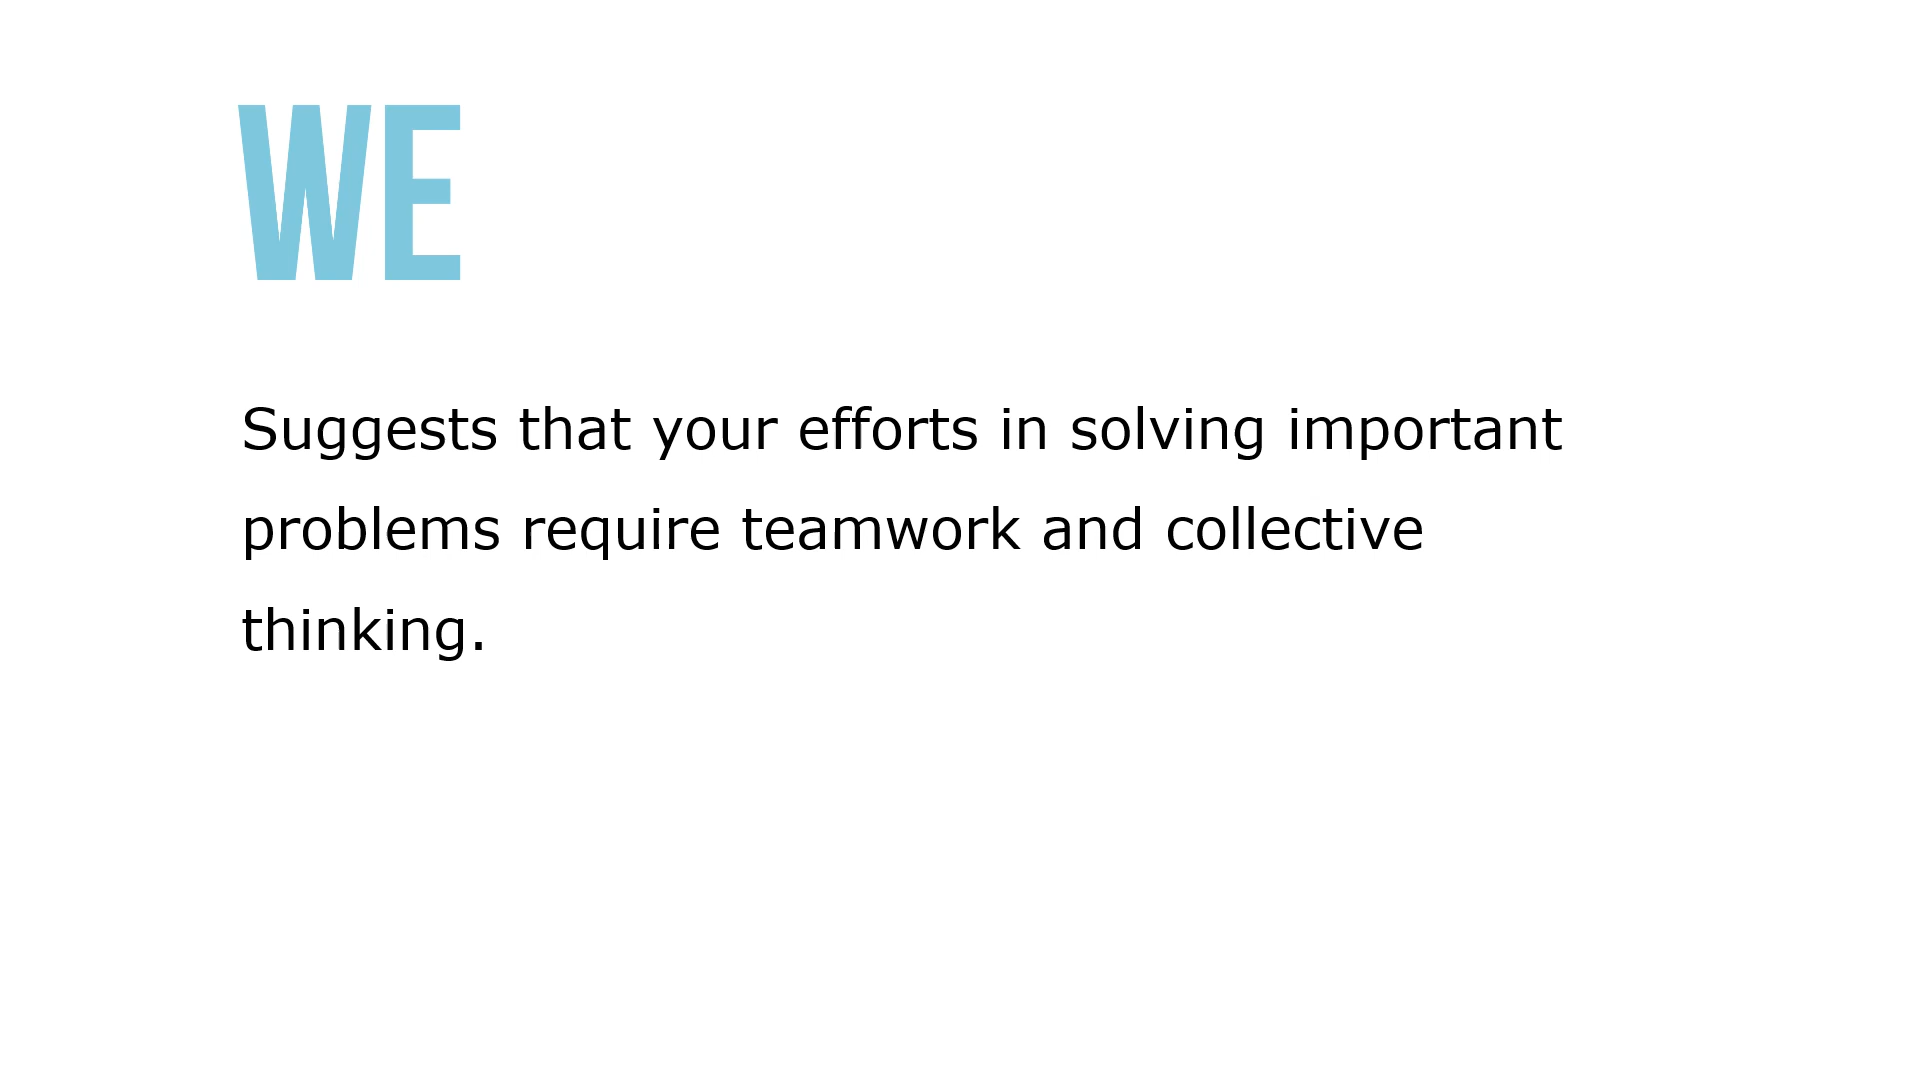 WE
Suggests that your efforts in solving important
problems require teamwork and collective
thinking.